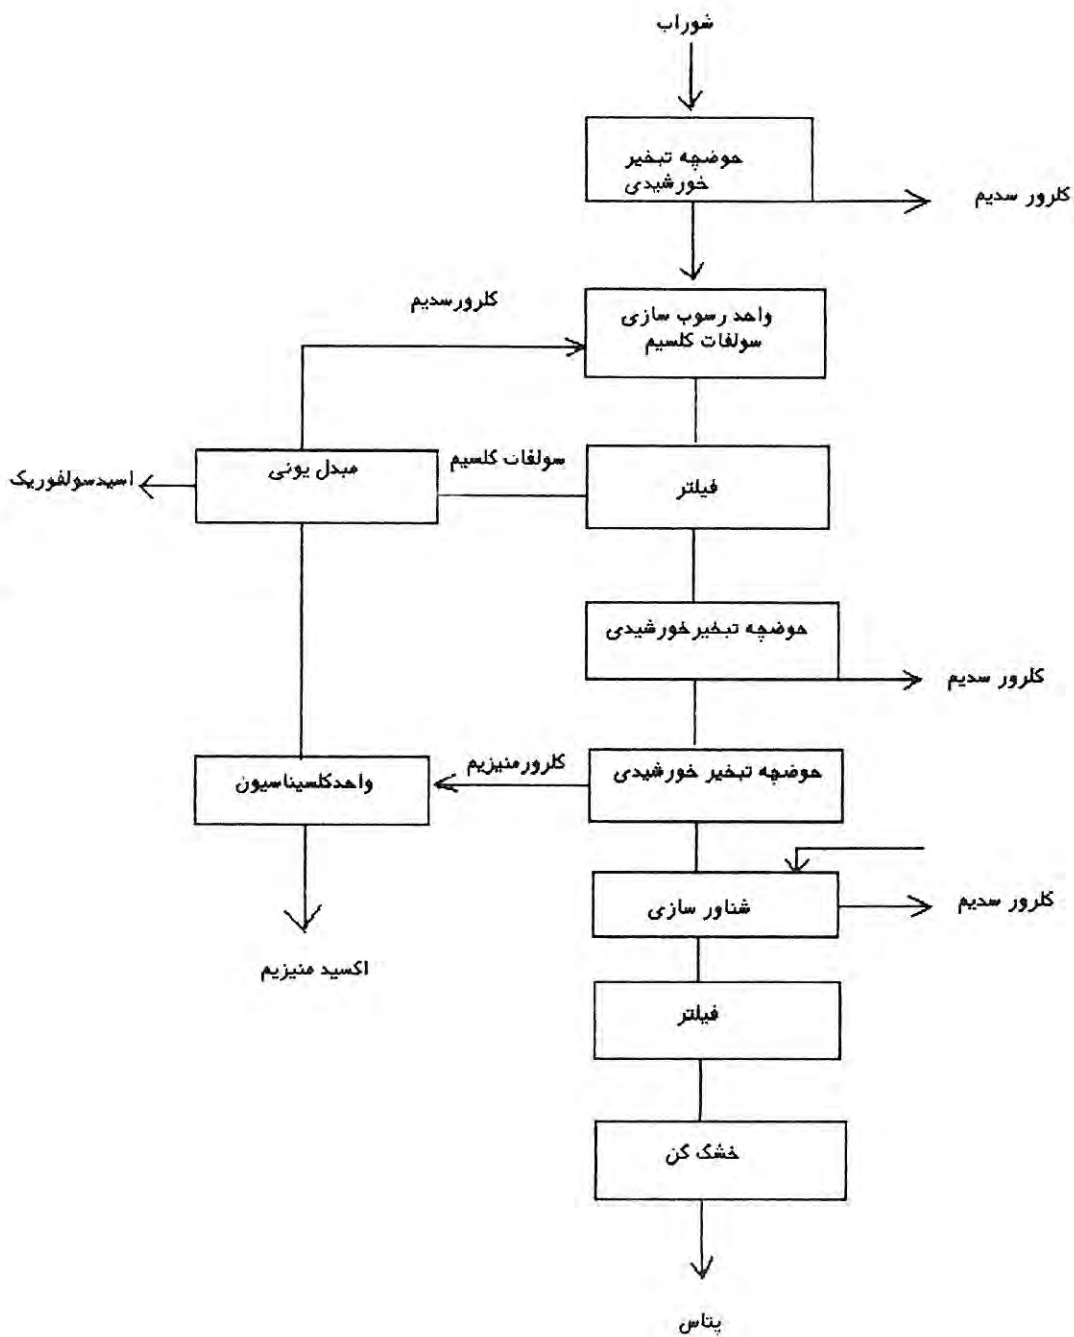 شوراب
حوضچه تبخیر
خورشیدی
کلرور سدیم
کلرورسدیم
واحد رسوب سازی
سولفات کلسیم
اسیدسولفوریک
مبدل یونی
سولفات کلسیم
فیلتر
حوضچه تبخیرخورشیدی
کلرور سدیم
واحدکلسیناسیون
کلرورمنیزیم
حوضچه تبخیر خورشیدی
شناور سازی
کلرور سدیم
اکسید منیزیم
فیلتر
خشک کن
پتاس